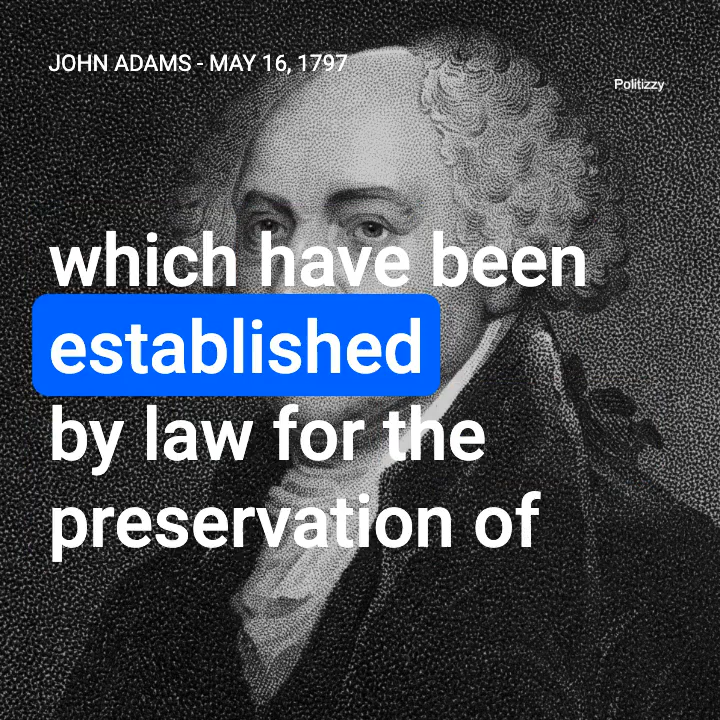 JOHN ADAMS - MAY 16, 1797
Politizzy
which have been
established
by law for the
preservation of